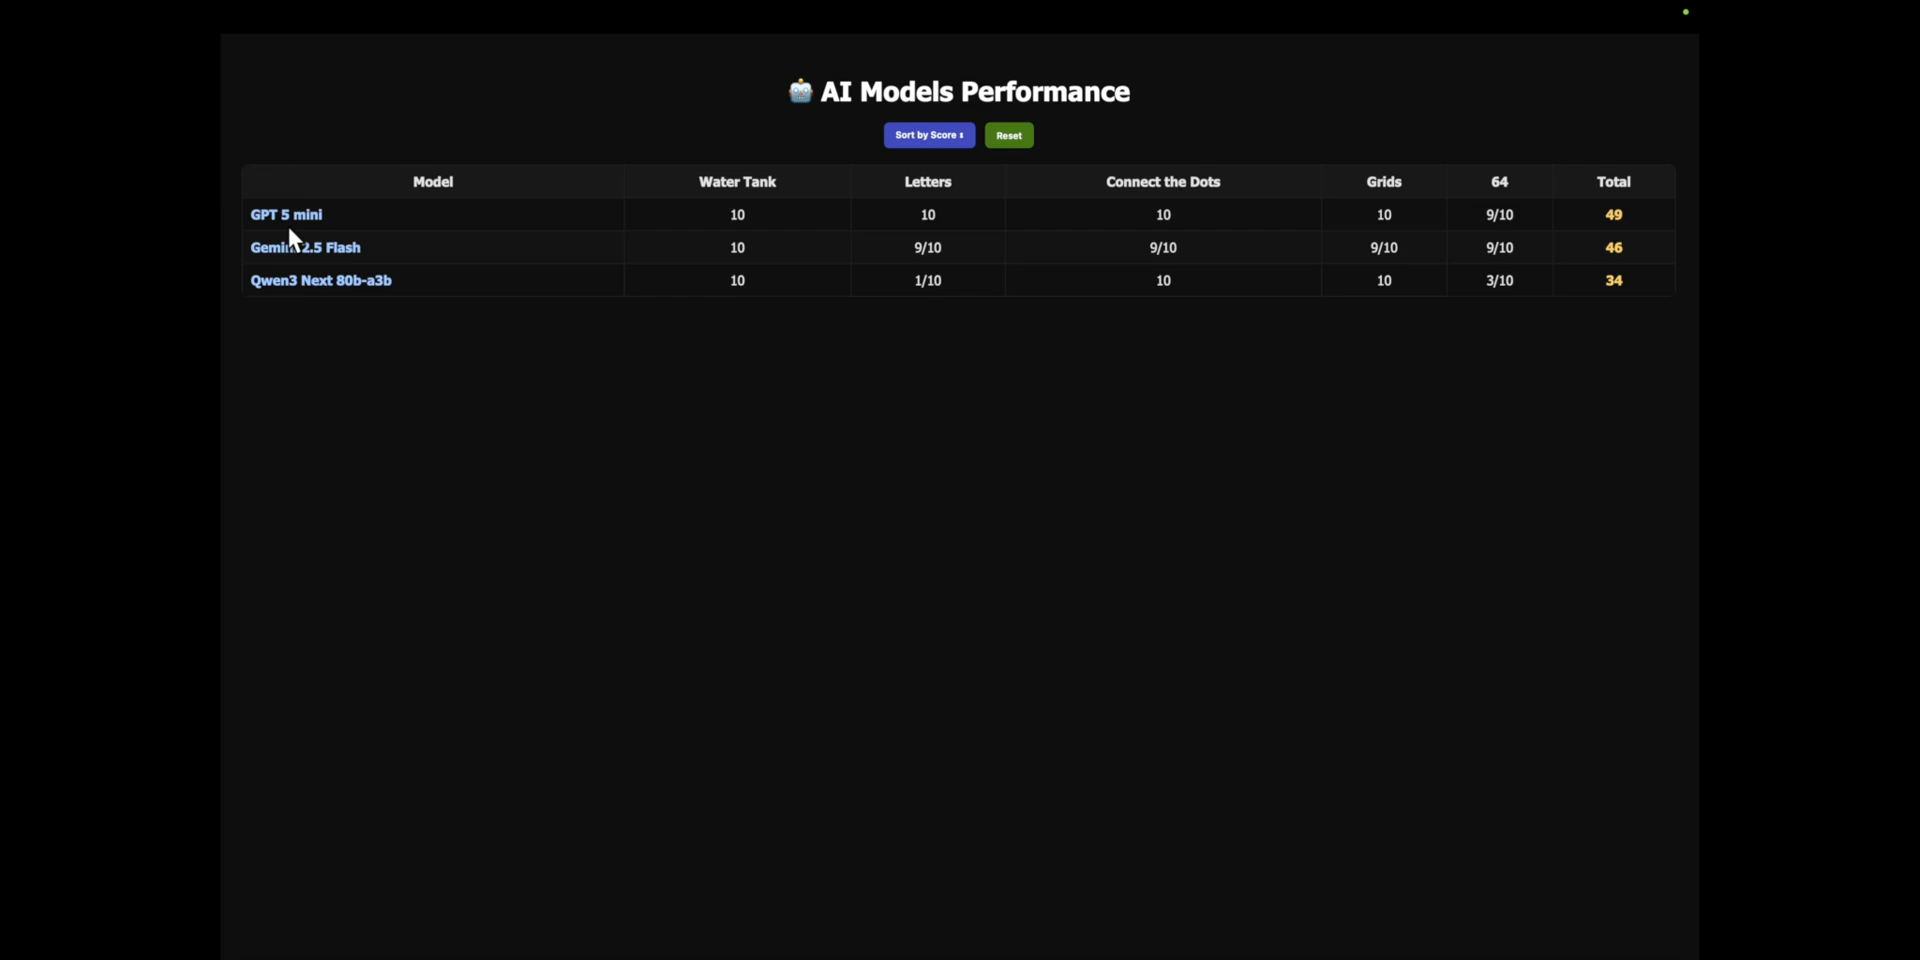 🤖 AI Models Performance
Sort by Score ⬍ Reset
Model Water Tank Letters Connect the Dots Grids 64 Total
GPT 5 mini 10 10 10 10 9/10 49
Gemini 2.5 Flash 10 9/10 9/10 9/10 9/10 46
Qwen3 Next 80b-a3b 10 1/10 10 10 3/10 34